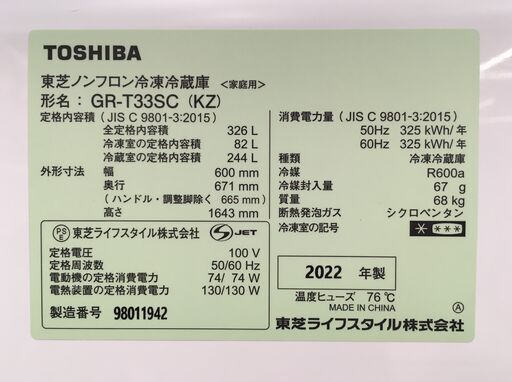 TOSHIBA
東芝ノンフロン冷凍冷蔵庫 <家庭用>
形名： GR-T33SC (KZ)
定格内容積 (JIS C 9801-3:2015)
全定格内容積 326 L
冷凍室の定格内容積 82 L
冷蔵室の定格内容積 244 L
外形寸法 幅 600 mm
奥行 671 mm
(ハンドル・調整脚除く 665 mm)
高さ 1643 mm
PS E 東芝ライフスタイル株式会社 S JET
定格電圧 100 V
定格周波数 50/60 Hz
電動機の定格消費電力 74/ 74 W
電熱装置の定格消費電力 130/130 W
製造番号 98011942
消費電力量 (JIS C 9801-3:2015)
50Hz 325 kWh/年
60Hz 325 kWh/年
種類 冷凍冷蔵庫
冷媒 R600a
冷媒封入量 67 g
質量 68 kg
断熱発泡ガス シクロペンタン
冷凍室の記号 * ***
2022 年製
温度ヒューズ 76℃
MADE IN CHINA
A
東芝ライフスタイル株式会社